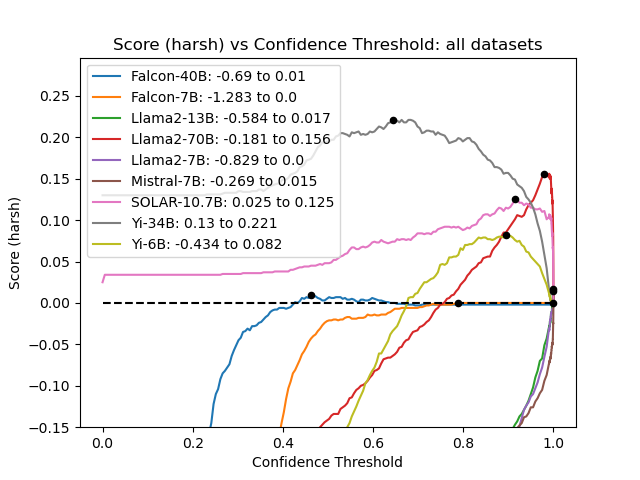 Score (harsh) vs Confidence Threshold: all datasets
Falcon-40B: -0.69 to 0.01
Falcon-7B: -1.283 to 0.0
Llama2-13B: -0.584 to 0.017
Llama2-70B: -0.181 to 0.156
Llama2-7B: -0.829 to 0.0
Mistral-7B: -0.269 to 0.015
SOLAR-10.7B: 0.025 to 0.125
Yi-34B: 0.13 to 0.221
Yi-6B: -0.434 to 0.082
Score (harsh)
0.25
0.20
0.15
0.10
0.05
0.00
−0.05
−0.10
−0.15
0.0 0.2 0.4 0.6 0.8 1.0
Confidence Threshold